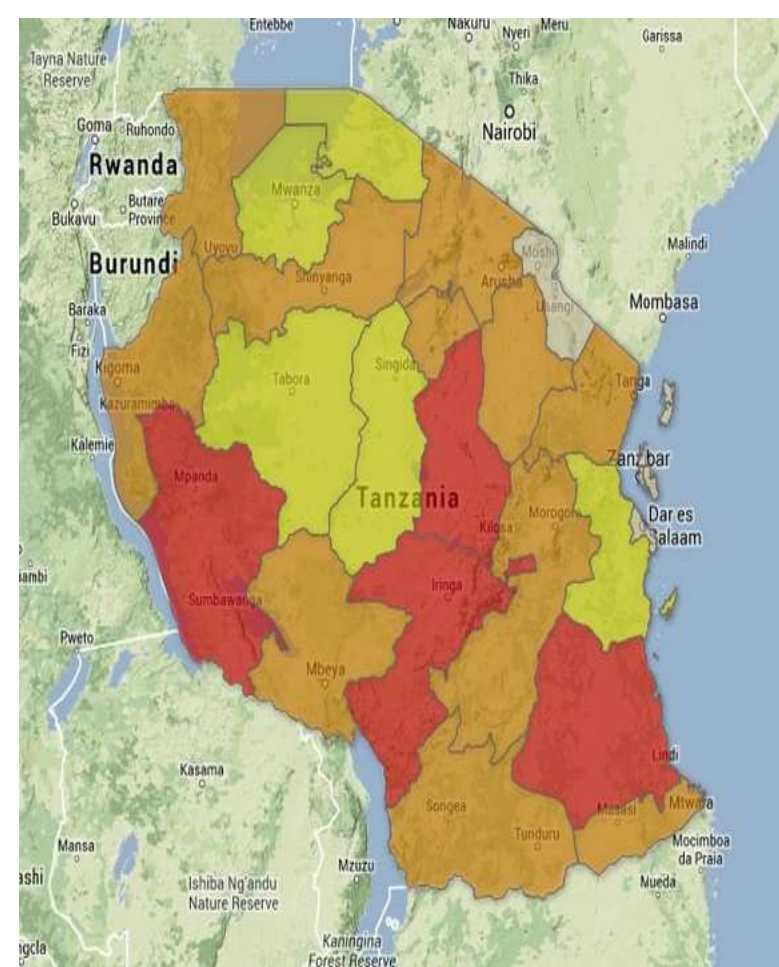 Entebbe
Nakuru
Nyeri
Meru
Garissa
Tayna Nature
Reserve
Thika
Goma
Ruhondo
Nairobi
Rwanda
Butare
Province
Bukavu
Mwanza
Uyovu
Burundi
Moshi
Malindi
Shinyanga
Arusha
Usangi
Baraka
Mombasa
Fizi
Kigoma
Singida
Tabora
Tanga
Kazuramimba
Kalemie
Zanzibar
Mpanda
Tanzania
Morogoro
Dar es
Salaam
Kilosa
Iringa
Sumbawanga
Pweto
Mbeya
Lindi
Kasama
Songea
Masasi
Mtwara
Tunduru
Mansa
Mocimboa
da Praia
Mzuzu
Mueda
Ishiba Ng'andu
Nature Reserve
Kaningina
Forest Reserve